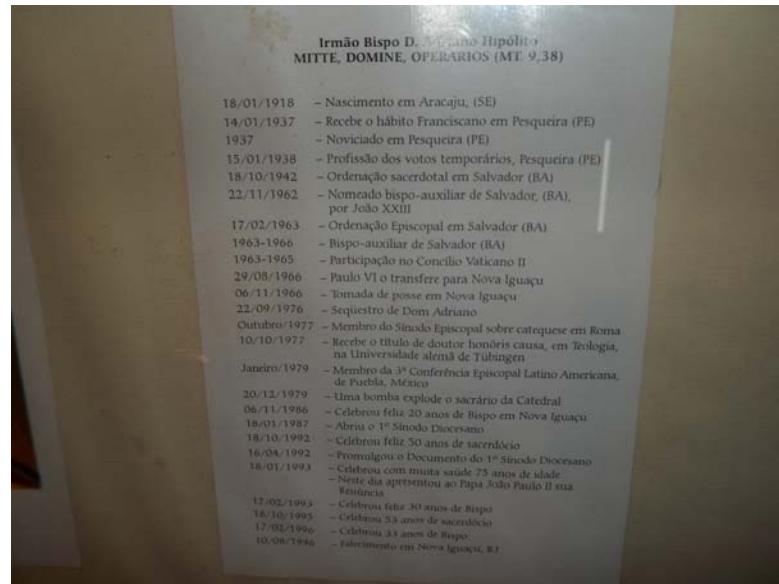 Irmão Bispo D. Adriano Hipólito
MITTE, DOMINE, OPERARIOS (MT. 9,38)
18/01/1918 – Nascimento em Aracaju, (SE)
14/01/1937 – Recebe o hábito Franciscano em Pesqueira (PE)
1937 – Noviciado em Pesqueira (PE)
15/01/1938 – Profissão dos votos temporários, Pesqueira (PE)
18/10/1942 – Ordenação sacerdotal em Salvador (BA)
22/11/1962 – Nomeado bispo-auxiliar de Salvador, (BA),
por João XXIII
17/02/1963 – Ordenação Episcopal em Salvador (BA)
1963-1966 – Bispo-auxiliar de Salvador (BA)
1963-1965 – Participação no Concílio Vaticano II
29/08/1966 – Paulo VI o transfere para Nova Iguaçu
06/11/1966 – Tomada de posse em Nova Iguaçu
22/09/1976 – Seqüestro de Dom Adriano
Outubro/1977 – Membro do Sínodo Episcopal sobre catequese em Roma
10/10/1977 – Recebe o título de doutor honóris causa, em Teologia,
na Universidade alemã de Tübingen
Janeiro/1979 – Membro da 3ª Conferência Episcopal Latino Americana,
de Puebla, México
20/12/1979 – Uma bomba explode o sacrário da Catedral
06/11/1986 – Celebrou feliz 20 anos de Bispo em Nova Iguaçu
18/01/1987 – Abriu o 1º Sínodo Diocesano
18/10/1992 – Celebrou feliz 50 anos de sacerdócio
16/04/1992 – Promulgou o Documento do 1º Sínodo Diocesano
18/01/1993 – Celebrou com muita saúde 75 anos de idade
– Neste dia apresentou ao Papa João Paulo II sua
Renúncia
17/02/1993 – Celebrou feliz 30 anos de Bispo
18/10/1995 – Celebrou 53 anos de sacerdócio
17/02/1996 – Celebrou 33 anos de Bispo
10/08/1996 – Falecimento em Nova Iguaçu, RJ